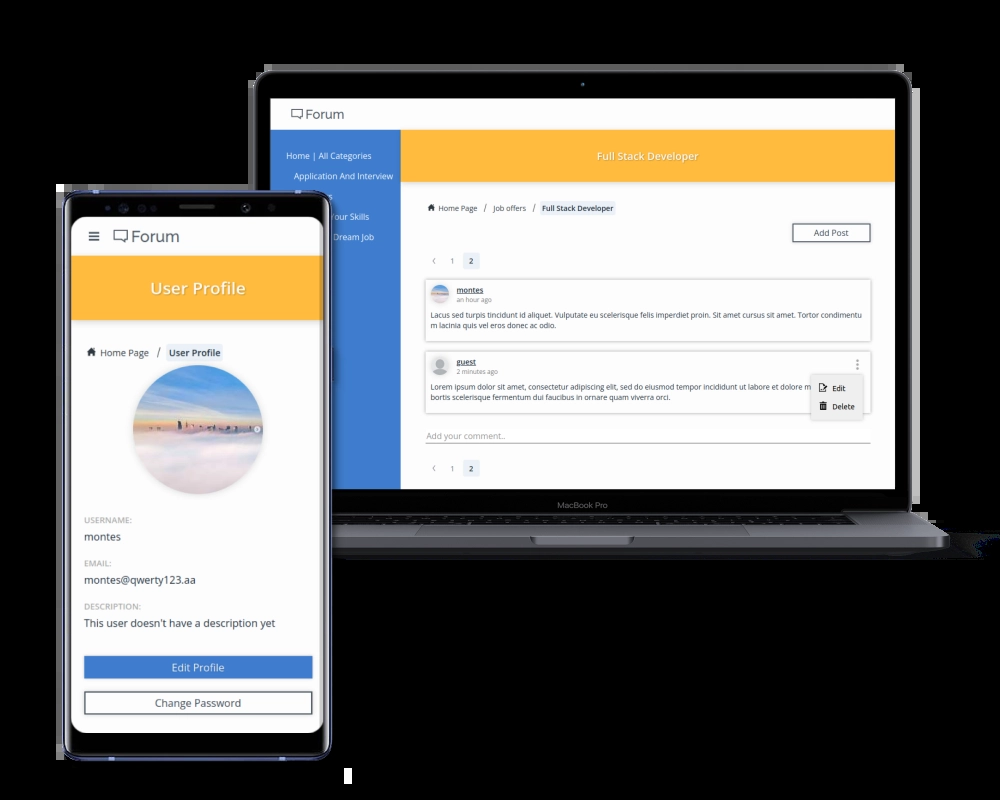 Forum
Home | All Categories
Application And Interview
s
our Skills
Dream Job
Full Stack Developer
Home Page / Job offers / Full Stack Developer
Add Post
‹ 1 2
montes
an hour ago
Lacus sed turpis tincidunt id aliquet. Vulputate eu scelerisque felis imperdiet proin. Sit amet cursus sit amet. Tortor condimentu
m lacinia quis vel eros donec ac odio.
guest
2 minutes ago
Lorem ipsum dolor sit amet, consectetur adipiscing elit, sed do eiusmod tempor incididunt ut labore et dolore m
bortis scelerisque fermentum dui faucibus in ornare quam viverra orci.
Edit
Delete
Add your comment..
‹ 1 2
MacBook Pro
Forum
User Profile
Home Page / User Profile
USERNAME:
montes
EMAIL:
montes@qwerty123.aa
DESCRIPTION:
This user doesn't have a description yet
Edit Profile
Change Password